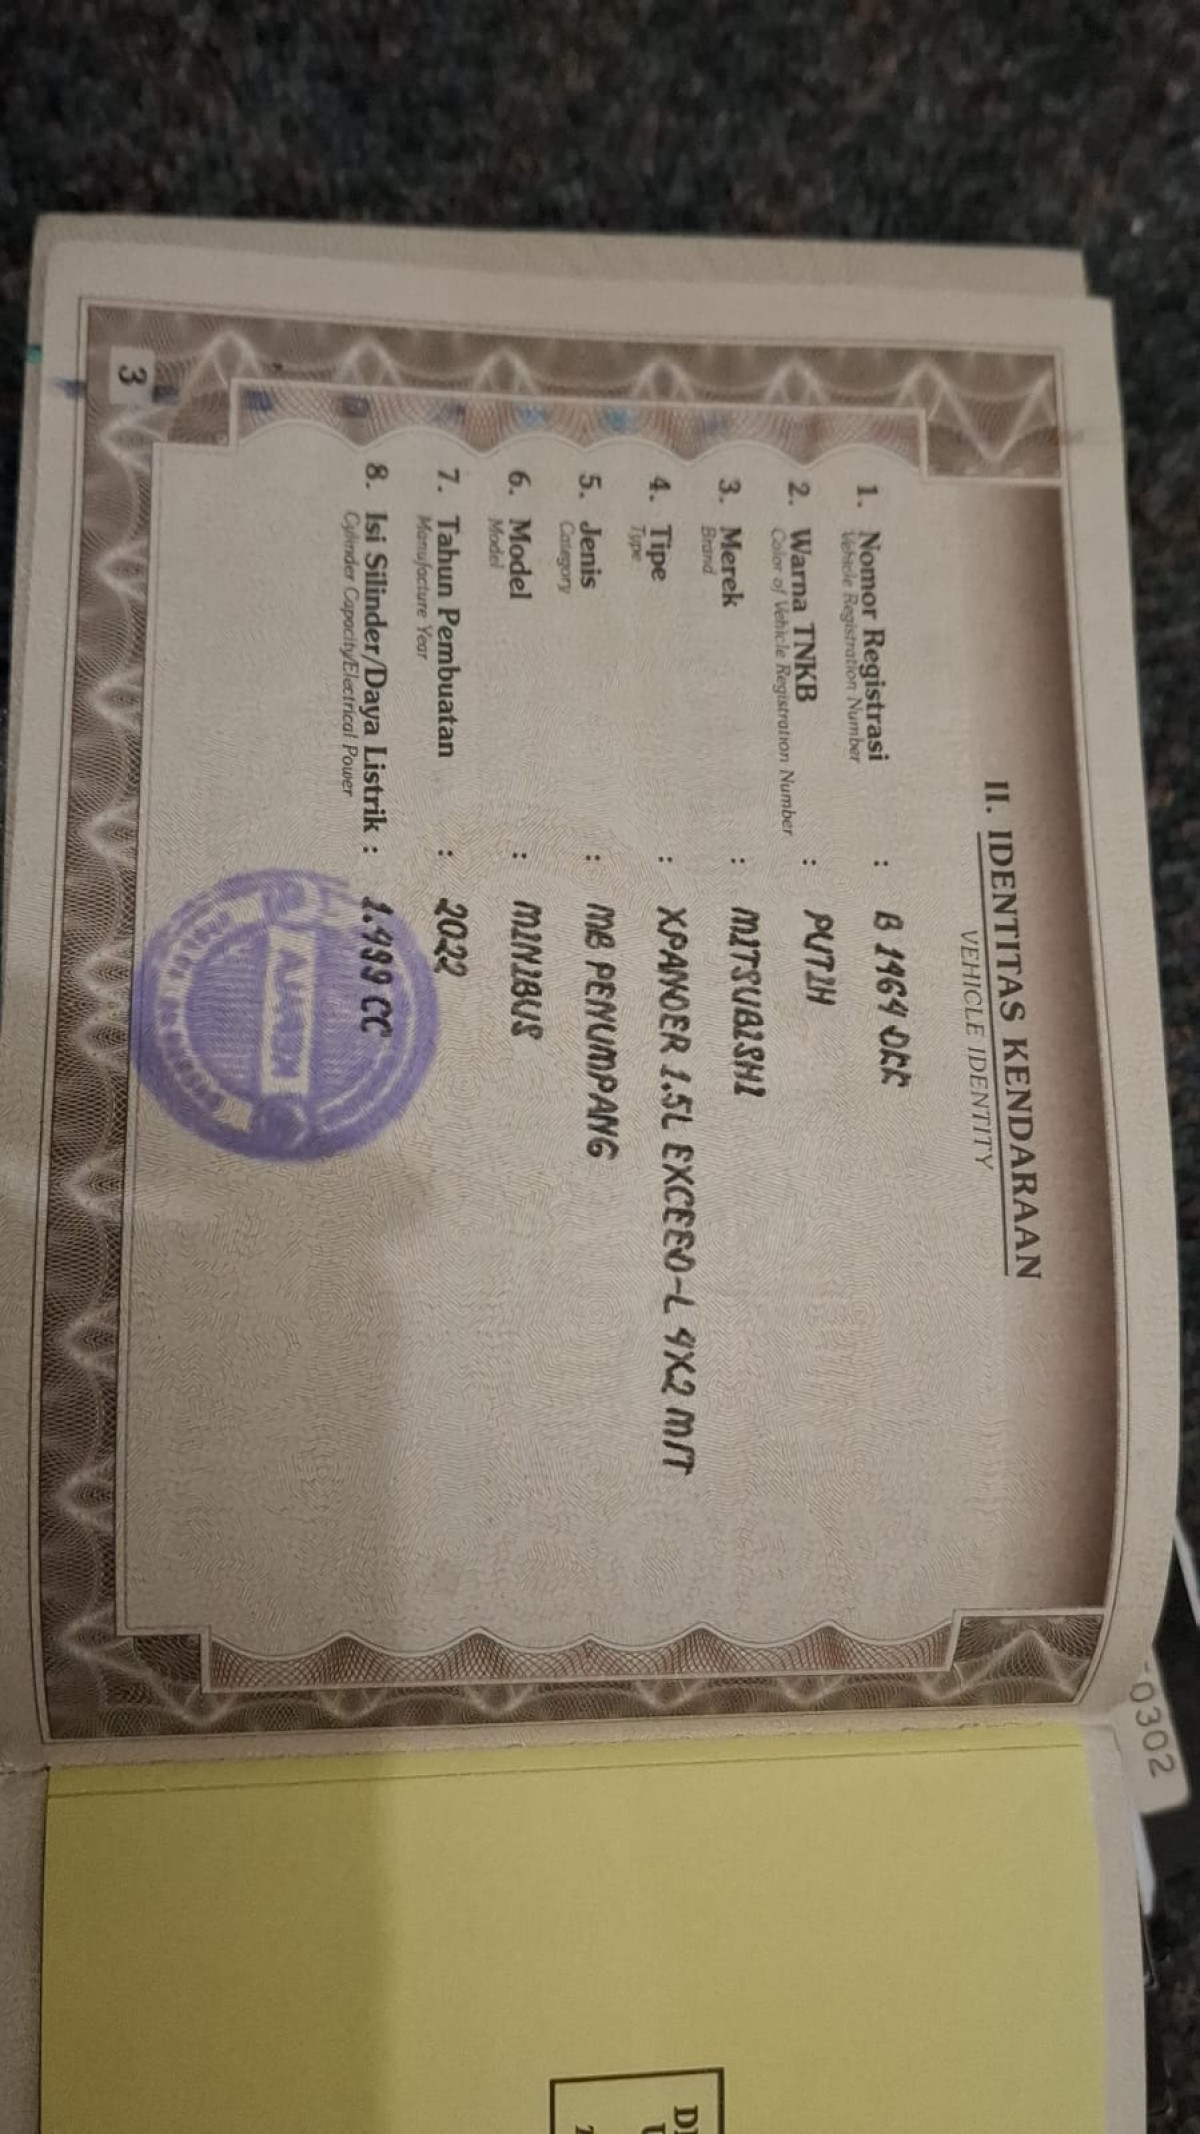 II. IDENTITAS KENDARAAN
VEHICLE IDENTITY
1. Nomor Registrasi : B 1464 DKK
Vehicle Registration Number
2. Warna TNKB : PUTIH
Color of Vehicle Registration Number
3. Merek : MITSUBISHI
Brand
4. Tipe : XPANDER 1.5L EXCEED-L 4X2 M/T
Type
5. Jenis : MB PENUMPANG
Category
6. Model : MINIBUS
Model
7. Tahun Pembuatan : 2022
Manufacture Year
8. Isi Silinder/Daya Listrik : 1.499 CC
Cylinder Capacity/Electrical Power
3
-0302